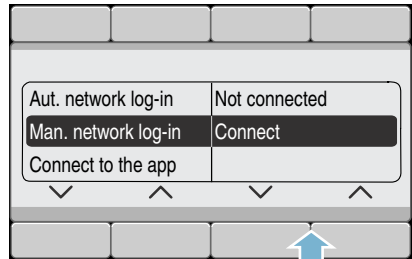 Aut. network log-in Not connected
Man. network log-in Connect
Connect to the app